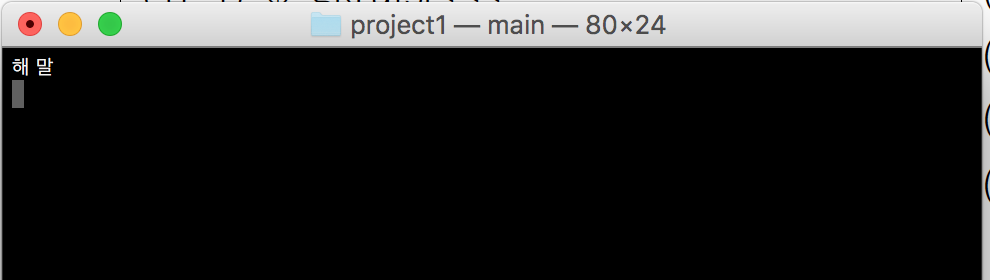 project1 — main — 80×24
해 말